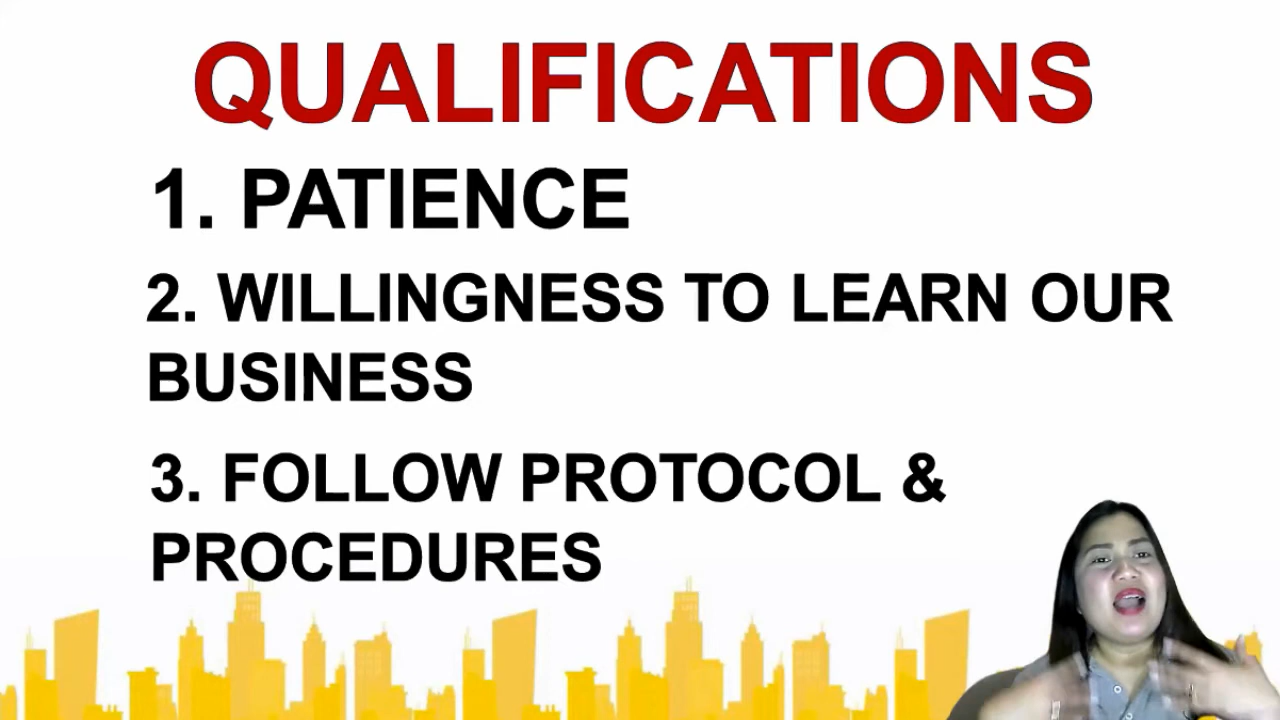 QUALIFICATIONS
1. PATIENCE
2. WILLINGNESS TO LEARN OUR
BUSINESS
3. FOLLOW PROTOCOL &
PROCEDURES